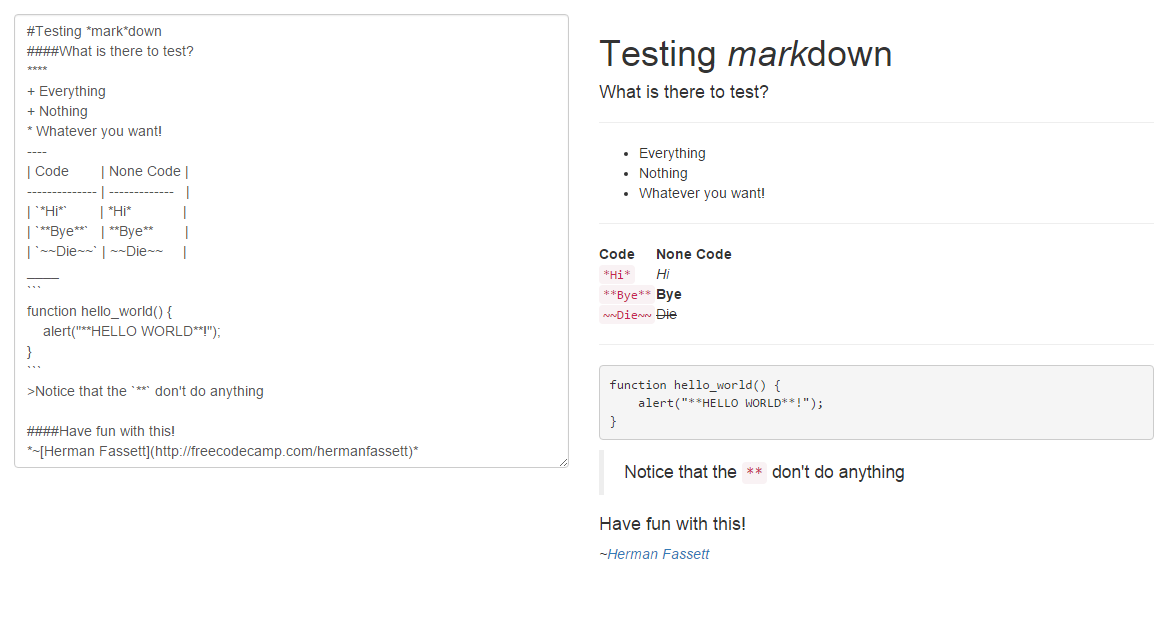 #Testing *mark*down
####What is there to test?
****
+ Everything
+ Nothing
* Whatever you want!
----
| Code | None Code |
-------------- | ------------- |
| `*Hi*` | *Hi* |
| `**Bye**` | **Bye** |
| `~~Die~~` | ~~Die~~ |
____
```
function hello_world() {
    alert("**HELLO WORLD**!");
}
```
>Notice that the `**` don't do anything

####Have fun with this!
*~[Herman Fassett](http://freecodecamp.com/hermanfassett)*
Testing markdown
What is there to test?
• Everything
• Nothing
• Whatever you want!
Code None Code
*Hi* Hi
**Bye** Bye
~~Die~~ Die
function hello_world() {
    alert("**HELLO WORLD**!");
}
Notice that the ** don't do anything
Have fun with this!
~Herman Fassett